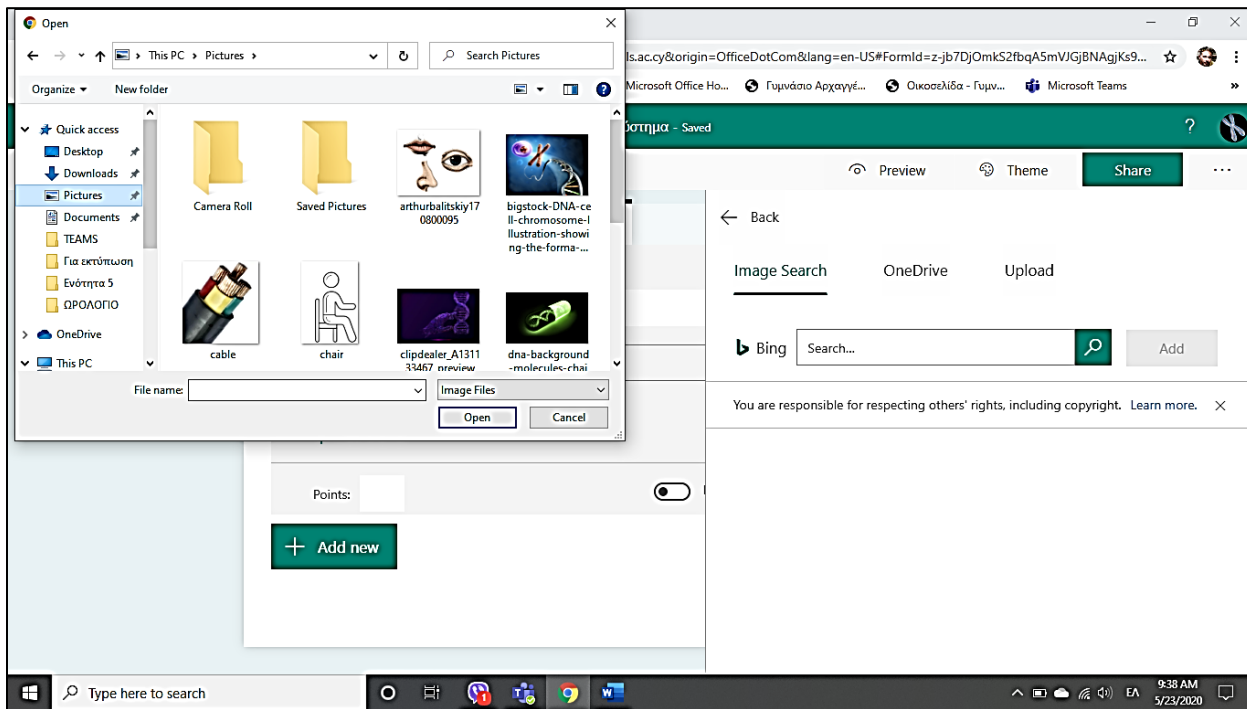 Open
This PC > Pictures >
Search Pictures
ls.ac.cy&origin=OfficeDotCom&lang=en-US#FormId=z-jb7DjOmkS2fbqA5mVJGjBNAgjKs9...
Organize
New folder
Microsoft Office Ho...
Γυμνάσιο Αρχαγγέ...
Οικοσελίδα - Γυμν...
Microsoft Teams
»
Quick access
Desktop
Downloads
Pictures
Documents
TEAMS
Για εκτύπωση
Ενότητα 5
ΩΡΟΛΟΓΙΟ
OneDrive
This PC
Camera Roll
Saved Pictures
arthurbalitskiy17
0800095
bigstock-DNA-ce
ll-chromosome-I
llustration-showi
ng-the-forma-...
cable
chair
clipdealer_A1311
33467_preview
dna-background
-molecules-chai
File name:
Image Files
Open
Cancel
ύστημα - Saved
?
Preview
Theme
Share
...
Back
Image Search
OneDrive
Upload
Bing
Search...
Add
You are responsible for respecting others' rights, including copyright. Learn more.
Points:
+ Add new
Type here to search
1
ΕΛ
9:38 AM
5/23/2020